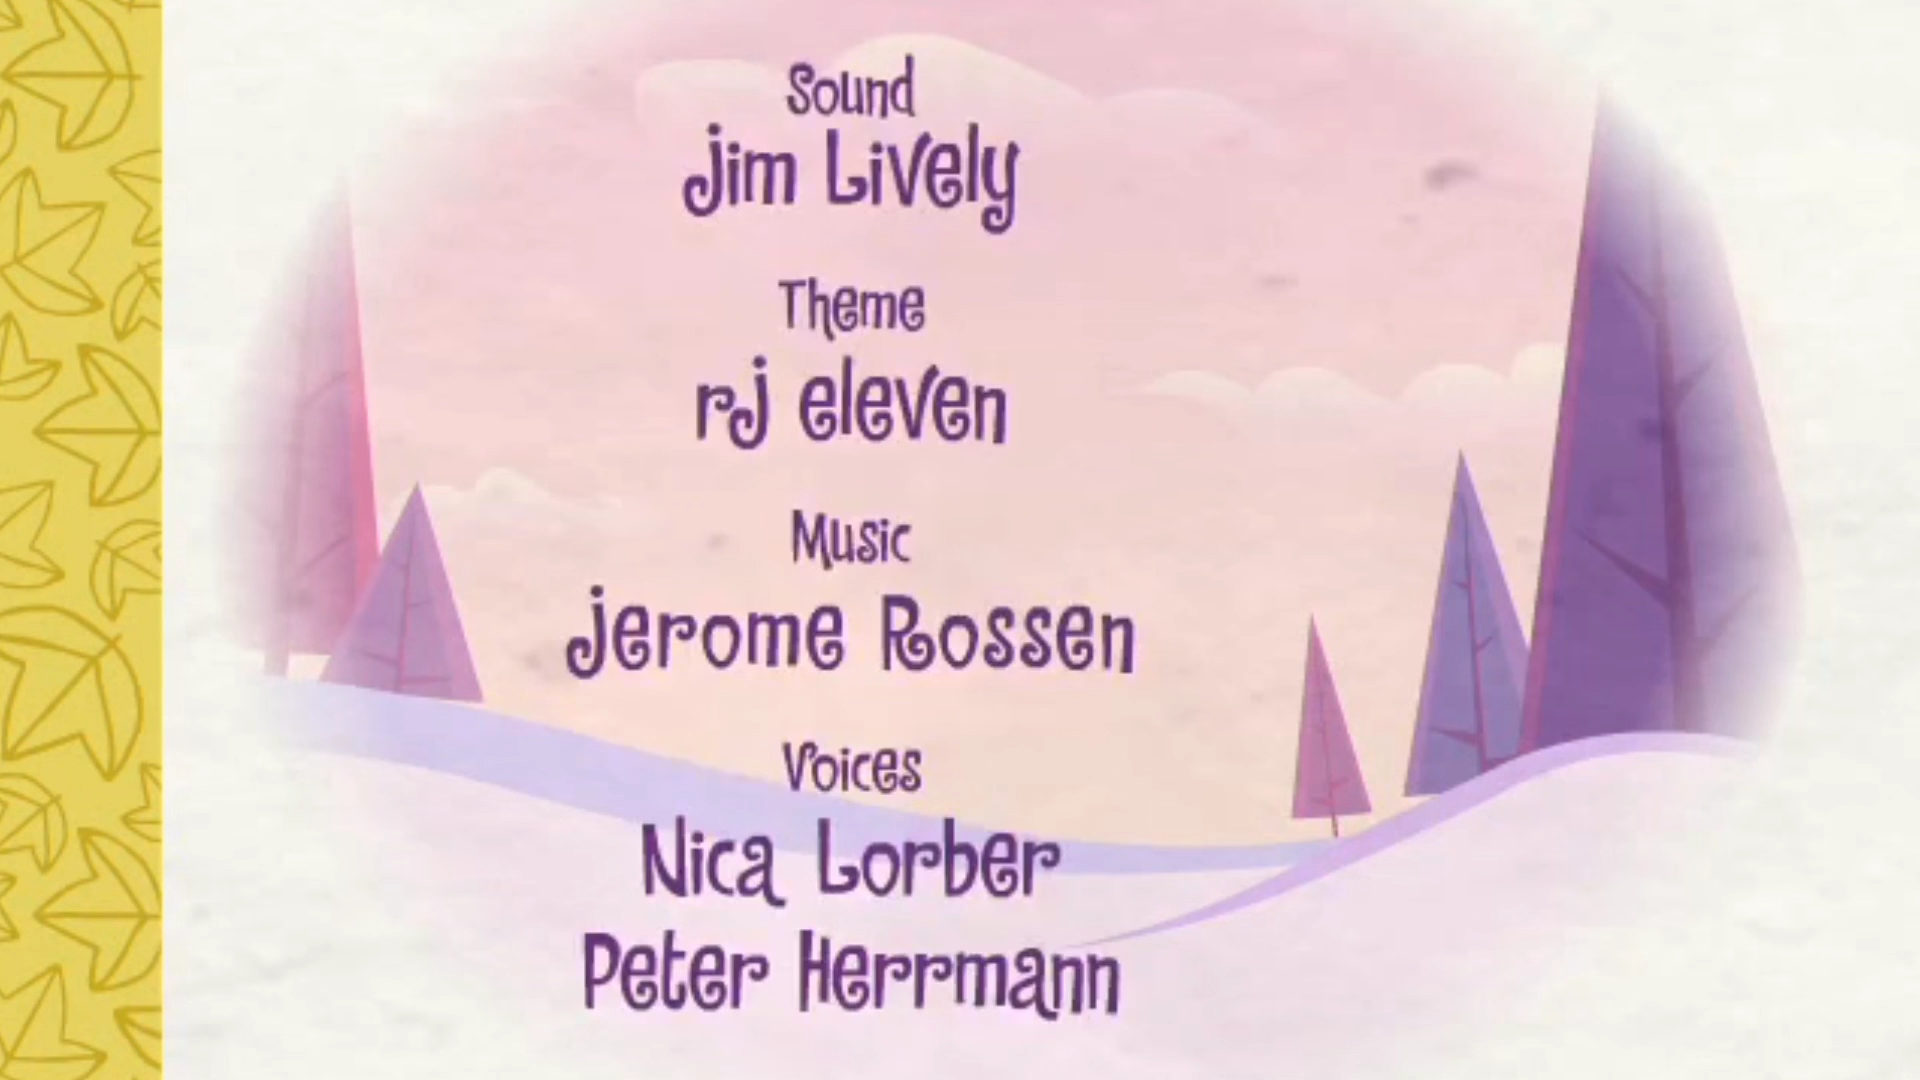 Sound
Jim Lively
Theme
rj eleven
Music
Jerome Rossen
Voices
Nica Lorber
Peter Herrmann